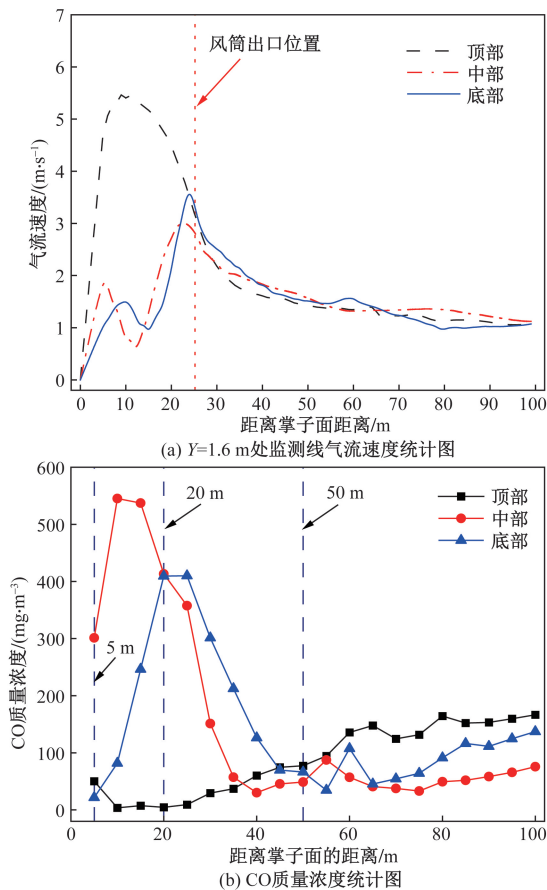 7
6
5
4
3
2
1
0
气流速度/(m·s⁻¹)
风筒出口位置
顶部
中部
底部
0 10 20 30 40 50 60 70 80 90 100
距离掌子面距离/m
(a) Y=1.6 m处监测线气流速度统计图
600
500
400
300
200
100
0
CO质量浓度/(mg·m⁻³)
20 m
50 m
5 m
顶部
中部
底部
0 20 40 60 80 100
距离掌子面的距离/m
(b) CO质量浓度统计图